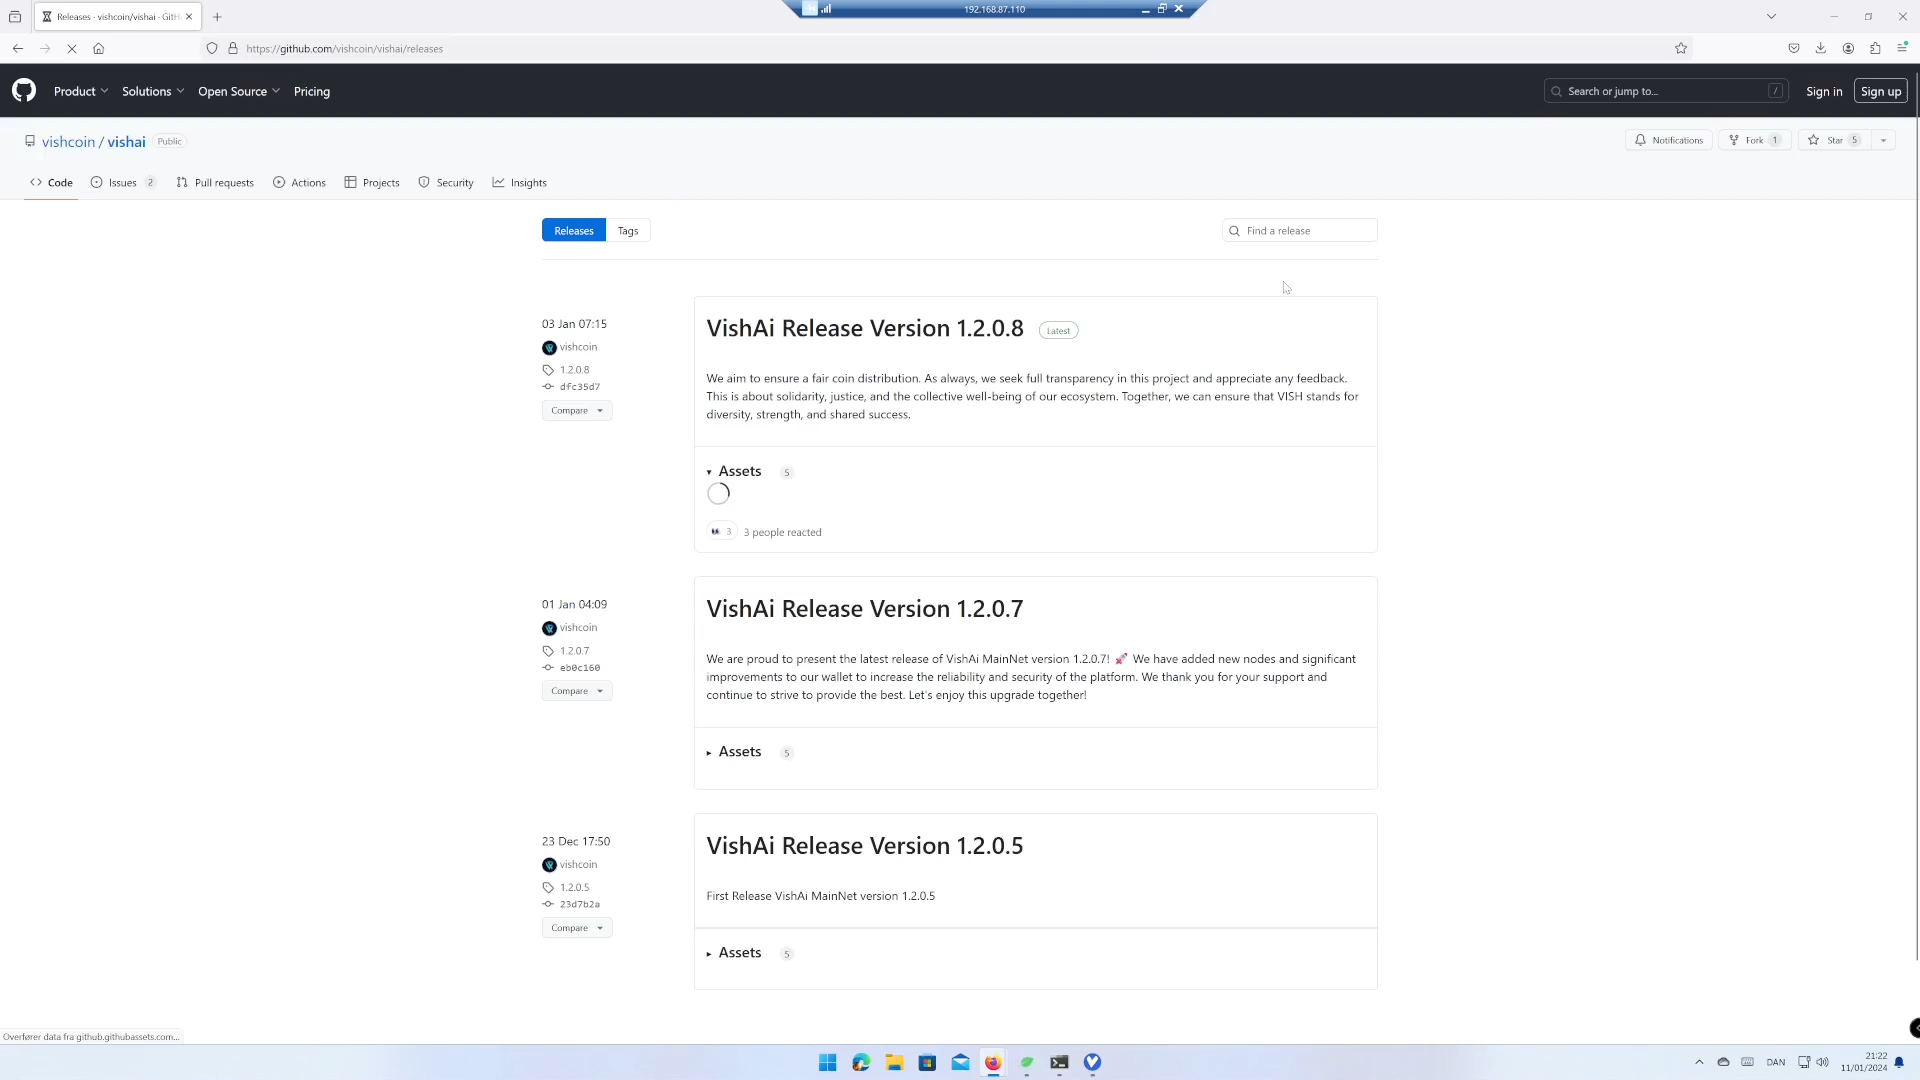 Releases · vishcoin/vishai · GitH
192.168.87.110
https://github.com/vishcoin/vishai/releases
Product
Solutions
Open Source
Pricing
Search or jump to...
/
Sign in
Sign up
vishcoin / vishai
Public
Notifications
Fork 1
Star 5
Code
Issues 2
Pull requests
Actions
Projects
Security
Insights
Releases
Tags
Find a release
03 Jan 07:15
vishcoin
1.2.0.8
dfc35d7
Compare
VishAi Release Version 1.2.0.8
Latest
We aim to ensure a fair coin distribution. As always, we seek full transparency in this project and appreciate any feedback.
This is about solidarity, justice, and the collective well-being of our ecosystem. Together, we can ensure that VISH stands for
diversity, strength, and shared success.
Assets 5
3 3 people reacted
01 Jan 04:09
vishcoin
1.2.0.7
eb0c160
Compare
VishAi Release Version 1.2.0.7
We are proud to present the latest release of VishAi MainNet version 1.2.0.7! 🚀 We have added new nodes and significant
improvements to our wallet to increase the reliability and security of the platform. We thank you for your support and
continue to strive to provide the best. Let's enjoy this upgrade together!
Assets 5
23 Dec 17:50
vishcoin
1.2.0.5
23d7b2a
Compare
VishAi Release Version 1.2.0.5
First Release VishAi MainNet version 1.2.0.5
Assets 5
Overfører data fra github.githubassets.com...
DAN
21:22
11/01/2024